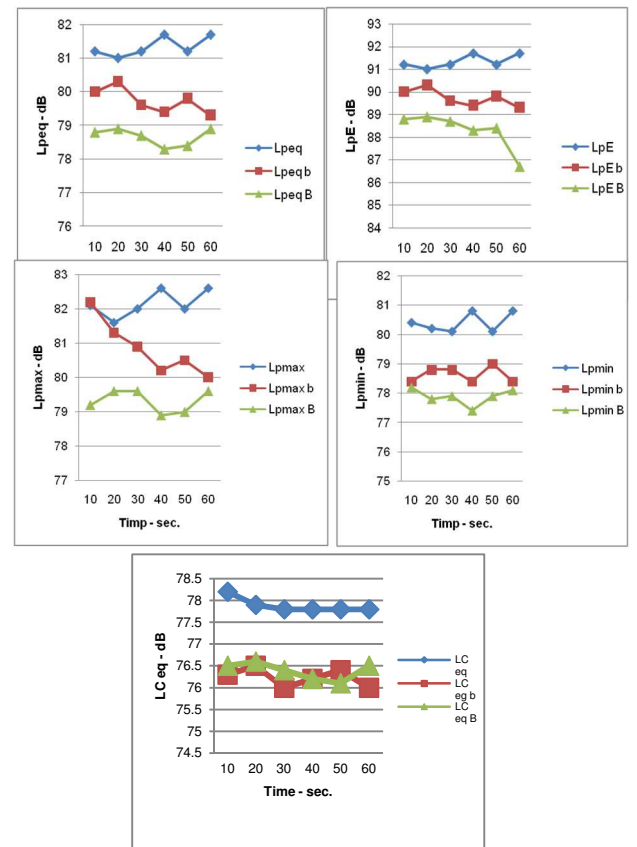 82
81
80
79
78
77
76
Lpeq - dB
10 20 30 40 50 60
Lpeq
Lpeq b
Lpeq B
93
92
91
90
89
88
87
86
85
84
LpE - dB
10 20 30 40 50 60
LpE
LpE b
LpE B
83
82
81
80
79
78
77
Lpmax - dB
10 20 30 40 50 60
Timp - sec.
Lpmax
Lpmax b
Lpmax B
82
81
80
79
78
77
76
75
Lpmin - dB
10 20 30 40 50 60
Timp - sec.
Lpmin
Lpmin b
Lpmin B
78.5
78
77.5
77
76.5
76
75.5
75
74.5
LC eq - dB
10 20 30 40 50 60
Time - sec.
LC
eq
LC
eg b
LC
eq B